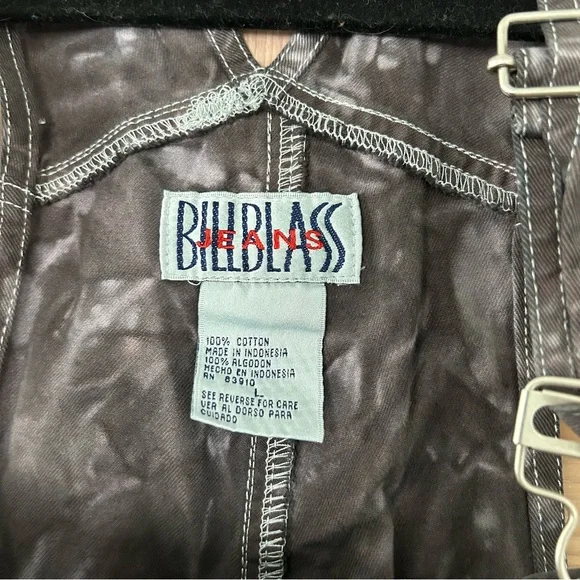 BILLBLASS
JEANS
100% COTTON
MADE IN INDONESIA
100% ALGODON
HECHO EN INDONESIA
RN 63910 L
SEE REVERSE FOR CARE
VER AL DORSO PARA
CUIDADO